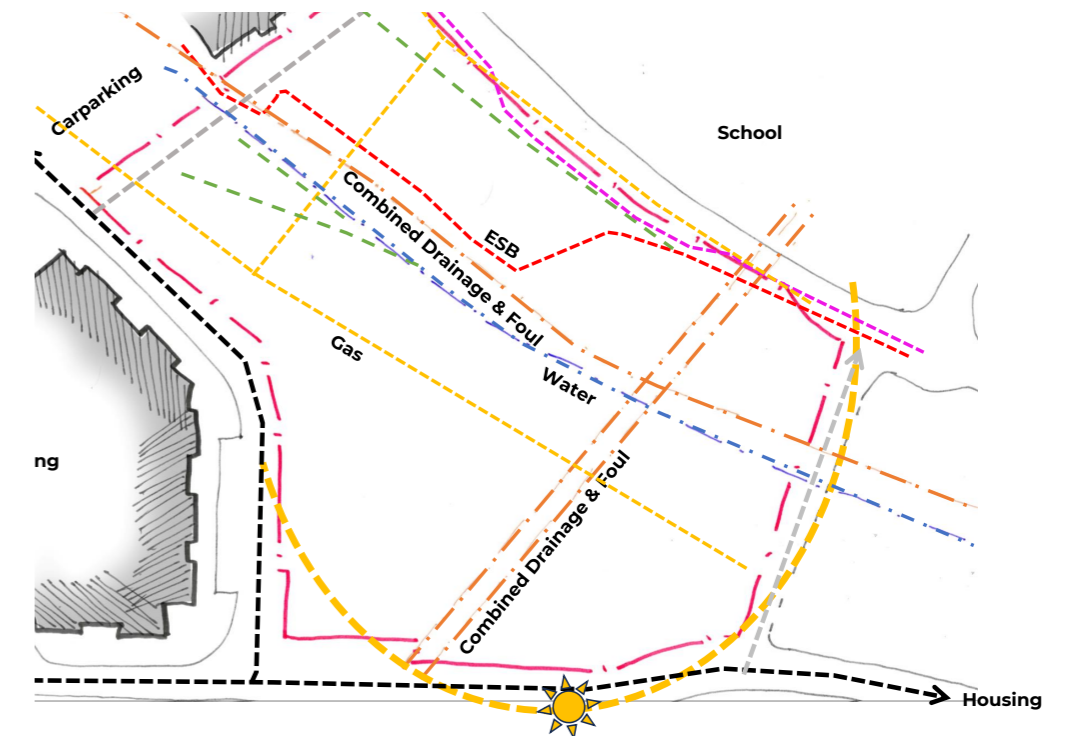 Carparking
School
Combined Drainage & Foul
ESB
Gas
Water
ng
Combined Drainage & Foul
Housing